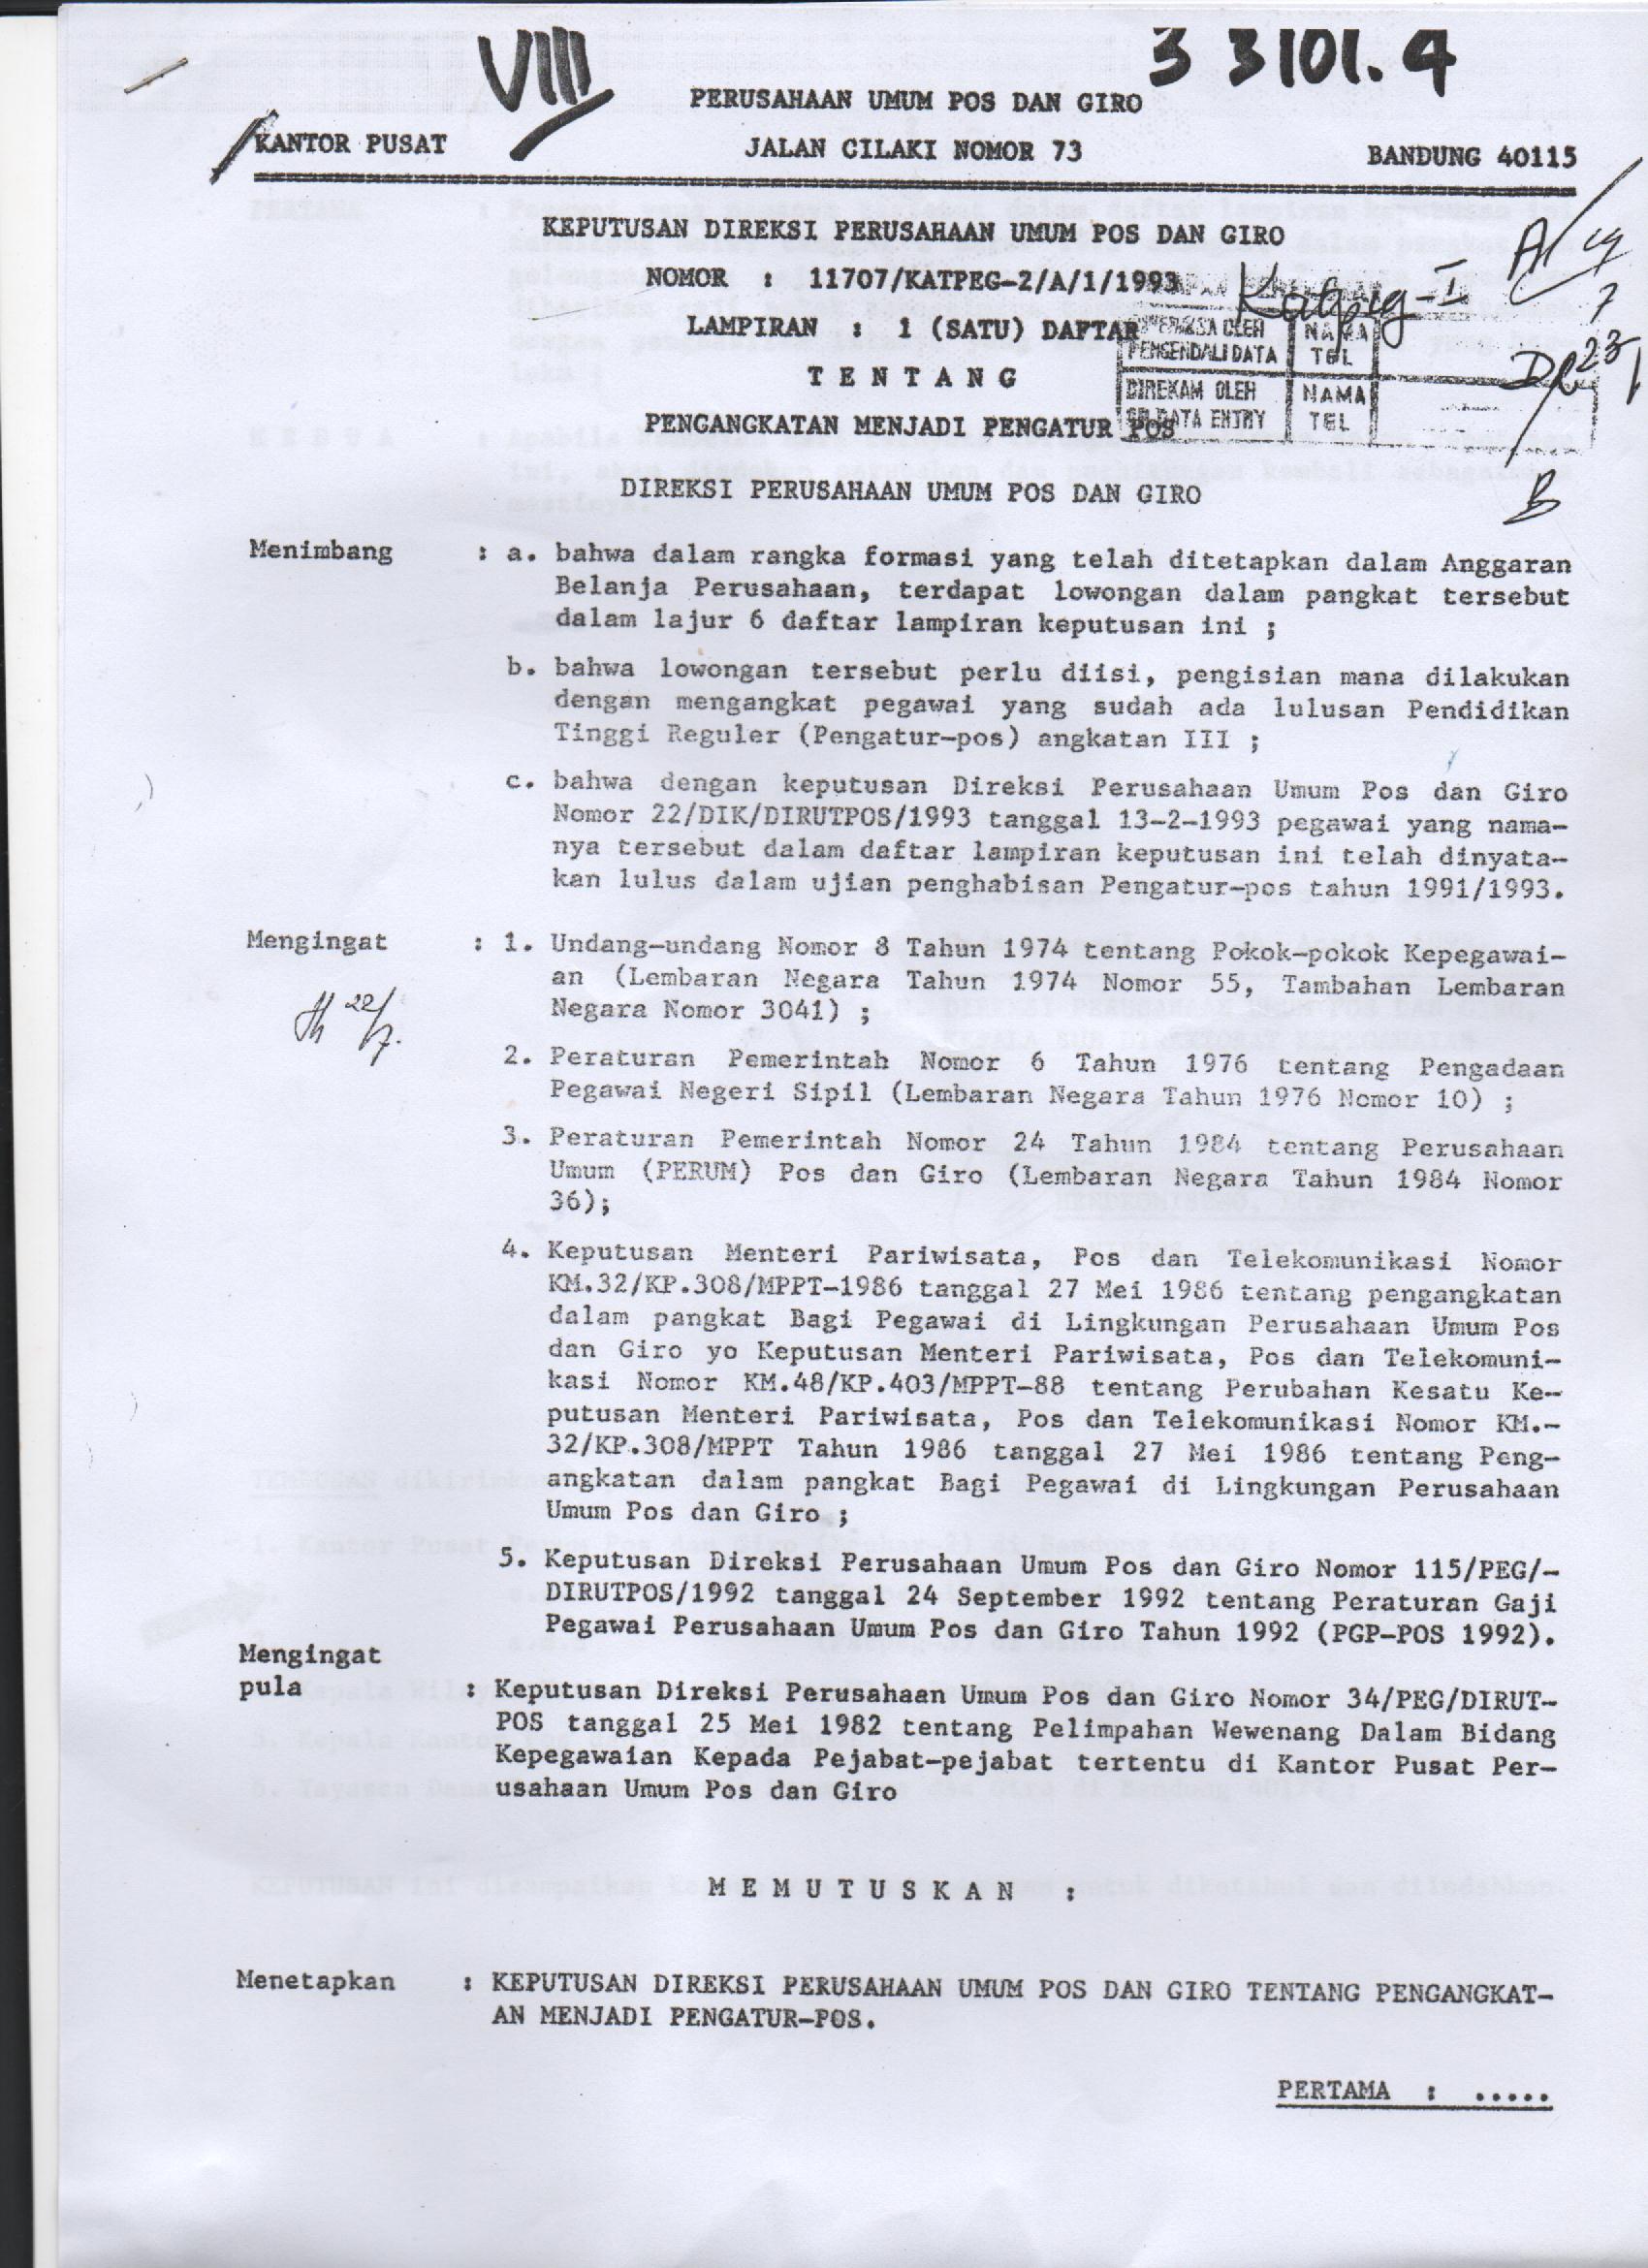 VIII
3 3101.4
PERUSAHAAN UMUM POS DAN GIRO
KANTOR PUSAT
JALAN CILAKI NOMOR 73
BANDUNG 40115
KEPUTUSAN DIREKSI PERUSAHAAN UMUM POS DAN GIRO
NOMOR : 11707/KATPEG-2/A/1/1993
Katpeg-I
LAMPIRAN : 1 (SATU) DAFTAR
OLEH
PENGENDALI DATA
NAMA
TGL
DIREKAM OLEH
DATA ENTRY
NAMA
TGL
T E N T A N G
PENGANGKATAN MENJADI PENGATUR POS
DIREKSI PERUSAHAAN UMUM POS DAN GIRO
Menimbang : a. bahwa dalam rangka formasi yang telah ditetapkan dalam Anggaran
Belanja Perusahaan, terdapat lowongan dalam pangkat tersebut
dalam lajur 6 daftar lampiran keputusan ini ;
b. bahwa lowongan tersebut perlu diisi, pengisian mana dilakukan
dengan mengangkat pegawai yang sudah ada lulusan Pendidikan
Tinggi Reguler (Pengatur-pos) angkatan III ;
c. bahwa dengan keputusan Direksi Perusahaan Umum Pos dan Giro
Nomor 22/DIK/DIRUTPOS/1993 tanggal 13-2-1993 pegawai yang nama-
nya tersebut dalam daftar lampiran keputusan ini telah dinyata-
kan lulus dalam ujian penghabisan Pengatur-pos tahun 1991/1993.
Mengingat : 1. Undang-undang Nomor 8 Tahun 1974 tentang Pokok-pokok Kepegawai-
an (Lembaran Negara Tahun 1974 Nomor 55, Tambahan Lembaran
Negara Nomor 3041) ;
2. Peraturan Pemerintah Nomor 6 Tahun 1976 tentang Pengadaan
Pegawai Negeri Sipil (Lembaran Negara Tahun 1976 Nomor 10) ;
3. Peraturan Pemerintah Nomor 24 Tahun 1984 tentang Perusahaan
Umum (PERUM) Pos dan Giro (Lembaran Negara Tahun 1984 Nomor
36);
4. Keputusan Menteri Pariwisata, Pos dan Telekomunikasi Nomor
KM.32/KP.308/MPPT-1986 tanggal 27 Mei 1986 tentang pengangkatan
dalam pangkat Bagi Pegawai di Lingkungan Perusahaan Umum Pos
dan Giro yo Keputusan Menteri Pariwisata, Pos dan Telekomuni-
kasi Nomor KM.48/KP.403/MPPT-88 tentang Perubahan Kesatu Ke-
putusan Menteri Pariwisata, Pos dan Telekomunikasi Nomor KM.-
32/KP.308/MPPT Tahun 1986 tanggal 27 Mei 1986 tentang Peng-
angkatan dalam pangkat Bagi Pegawai di Lingkungan Perusahaan
Umum Pos dan Giro ;
5. Keputusan Direksi Perusahaan Umum Pos dan Giro Nomor 115/PEG/-
DIRUTPOS/1992 tanggal 24 September 1992 tentang Peraturan Gaji
Pegawai Perusahaan Umum Pos dan Giro Tahun 1992 (PGP-POS 1992).
Mengingat
pula : Keputusan Direksi Perusahaan Umum Pos dan Giro Nomor 34/PEG/DIRUT-
POS tanggal 25 Mei 1982 tentang Pelimpahan Wewenang Dalam Bidang
Kepegawaian Kepada Pejabat-pejabat tertentu di Kantor Pusat Per-
usahaan Umum Pos dan Giro
M E M U T U S K A N :
Menetapkan : KEPUTUSAN DIREKSI PERUSAHAAN UMUM POS DAN GIRO TENTANG PENGANGKAT-
AN MENJADI PENGATUR-POS.
PERTAMA : .....